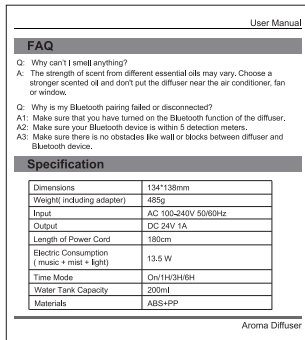 User Manual
FAQ
Q: Why can't I smell anything?
A: The strength of scent from different essential oils may vary. Choose a
stronger scented oil and don't put the diffuser near the air conditioner, fan
or window.
Q: Why is my Bluetooth pairing failed or disconnected?
A1: Make sure that you have turned on the Bluetooth function of the diffuser.
A2: Make sure your Bluetooth device is within 5 detection meters.
A3: Make sure there is no obstacles like wall or blocks between diffuser and
Bluetooth device.
Specification
Dimensions 134*138mm
Weight( including adapter) 485g
Input AC 100-240V 50/60Hz
Output DC 24V 1A
Length of Power Cord 180cm
Electric Consumption
( music + mist + light) 13.5 W
Time Mode On/1H/3H/6H
Water Tank Capacity 200ml
Materials ABS+PP
Aroma Diffuser